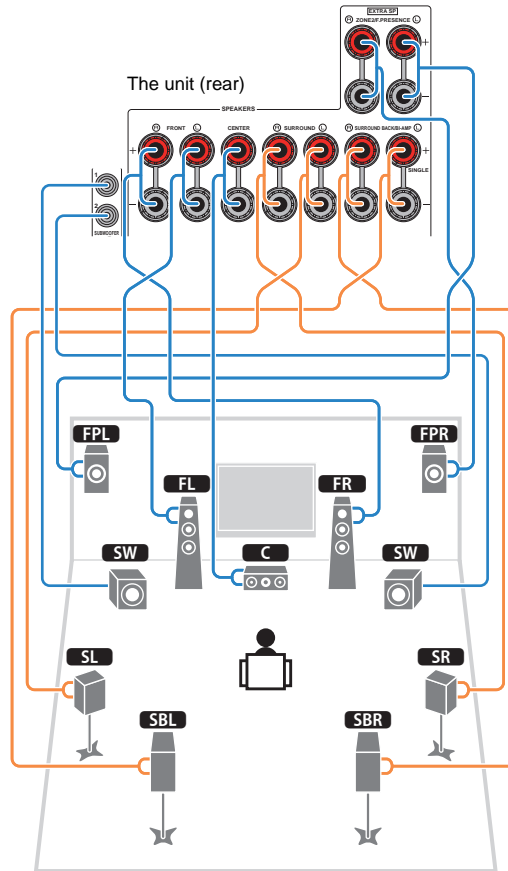 EXTRA SP
R ZONE2/F.PRESENCE L
+
−
The unit (rear)
SPEAKERS
R FRONT L CENTER R SURROUND L R SURROUND BACK/BI-AMP L
+ +
SINGLE
− −
1
2
SUBWOOFER
FPL FPR
FL FR
SW C SW
SL SR
SBL SBR